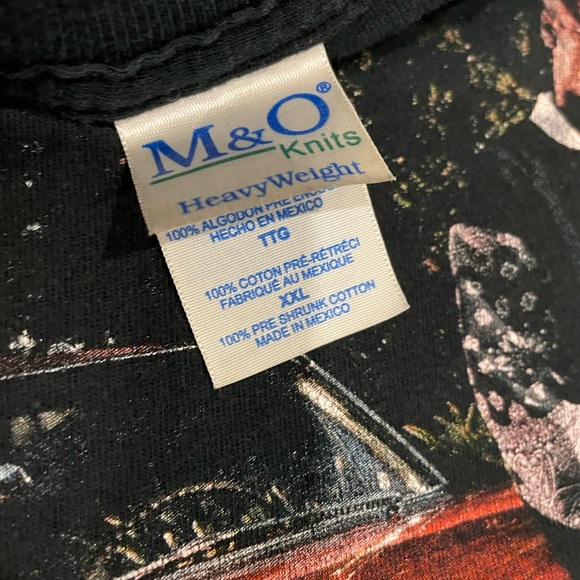 M&O®
Knits
HeavyWeight
100% ALGODON PRE
HECHO EN MEXICO
TTG
100% COTON PRÉ-RÉTRÉCI
FABRIQUÉ AU MEXIQUE
XXL
100% PRE SHRUNK COTTON
MADE IN MEXICO